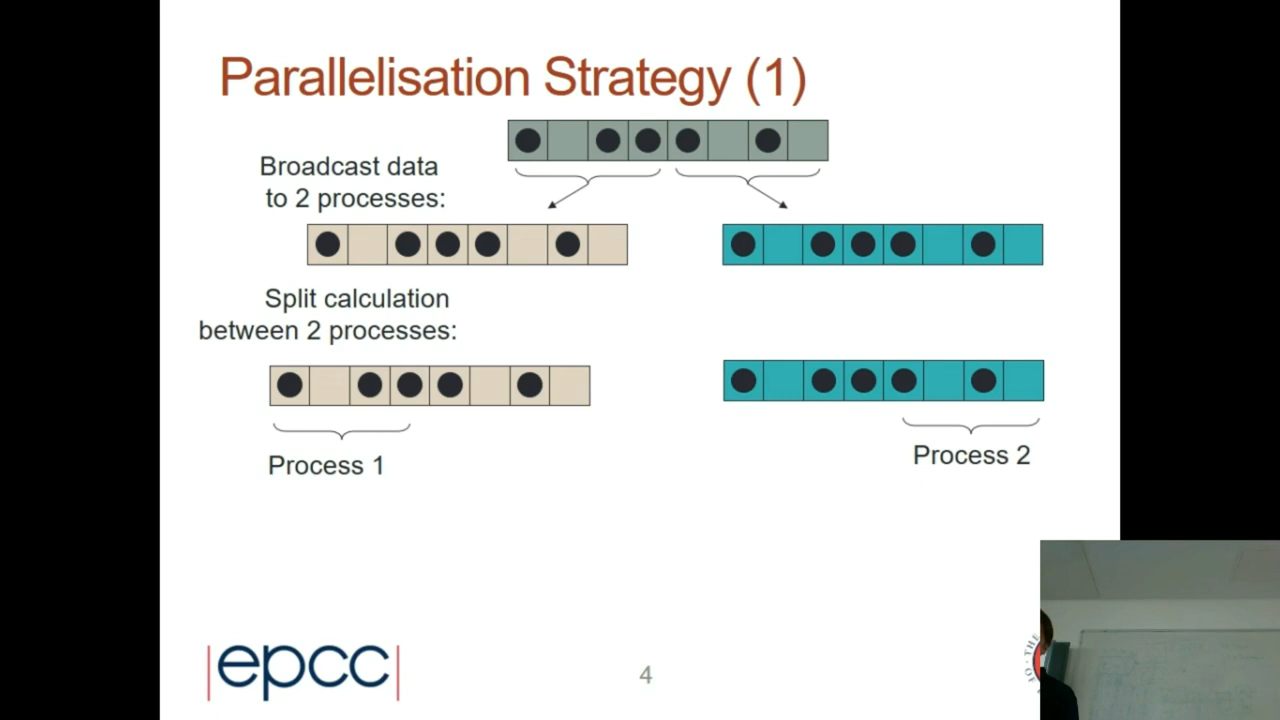 Parallelisation Strategy (1)
Broadcast data
to 2 processes:
Split calculation
between 2 processes:
Process 1
Process 2
epcc
4
THE